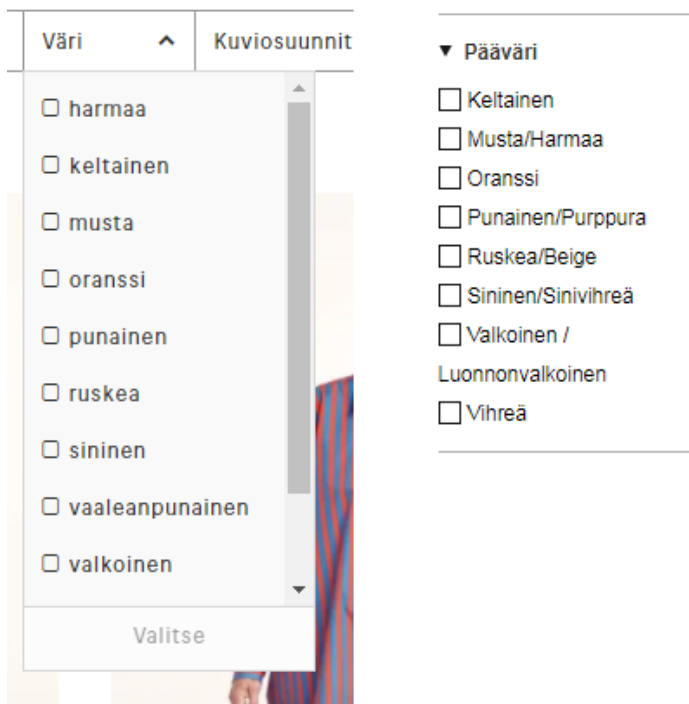 Väri
Kuviosuunnit
harmaa
keltainen
musta
oranssi
punainen
ruskea
sininen
vaaleanpunainen
valkoinen
Valitse
▼ Pääväri
Keltainen
Musta/Harmaa
Oranssi
Punainen/Purppura
Ruskea/Beige
Sininen/Sinivihreä
Valkoinen /
Luonnonvalkoinen
Vihreä